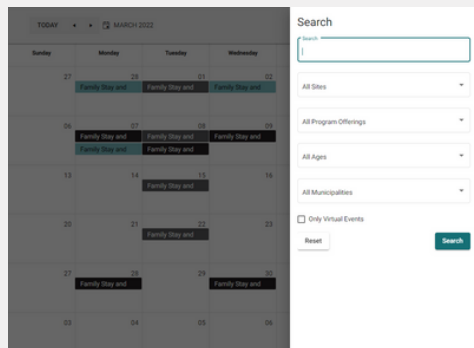 TODAY MARCH 2022
Sunday Monday Tuesday Wednesday
27 28 01 02
Family Stay and Family Stay and Family Stay and
06 07 08 09
Family Stay and Family Stay and Family Stay and
Family Stay and Family Stay and
13 14 15 16
Family Stay and
20 21 22 23
Family Stay and
27 28 29 30
Family Stay and Family Stay and
03 04 05 06
Search
Search
All Sites
All Program Offerings
All Ages
All Municipalities
Only Virtual Events
Reset Search